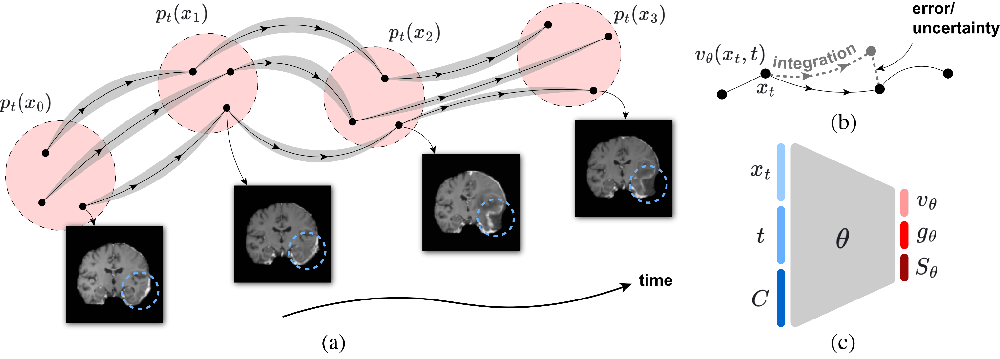 p_t(x_0)
p_t(x_1)
p_t(x_2)
p_t(x_3)
time
(a)
error/
uncertainty
v_θ(x_t, t)
integration
x_t
(b)
x_t
t
C
θ
v_θ
g_θ
S_θ
(c)